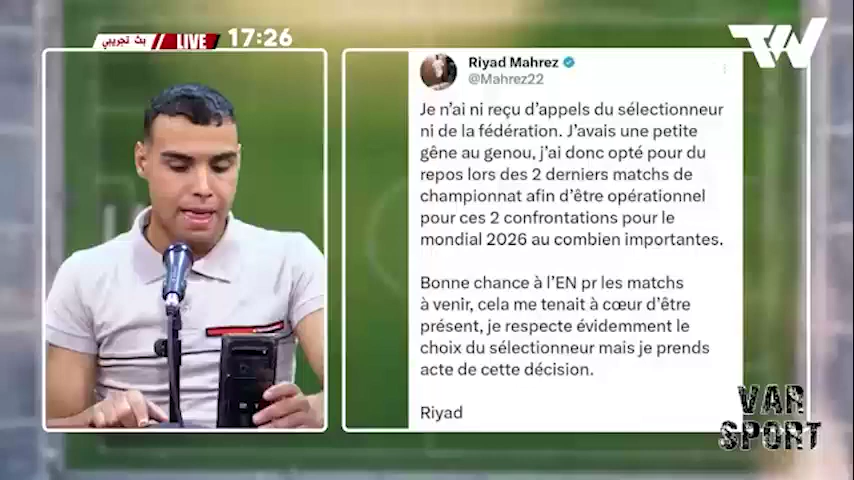 بث تجريبي // LIVE 17:26
TW
Riyad Mahrez
@Mahrez22
Je n'ai ni reçu d'appels du sélectionneur
ni de la fédération. J'avais une petite
gêne au genou, j'ai donc opté pour du
repos lors des 2 derniers matchs de
championnat afin d'être opérationnel
pour ces 2 confrontations pour le
mondial 2026 au combien importantes.
Bonne chance à l'EN pr les matchs
à venir, cela me tenait à cœur d'être
présent, je respecte évidemment le
choix du sélectionneur mais je prends
acte de cette décision.
Riyad
VAR
SPORT